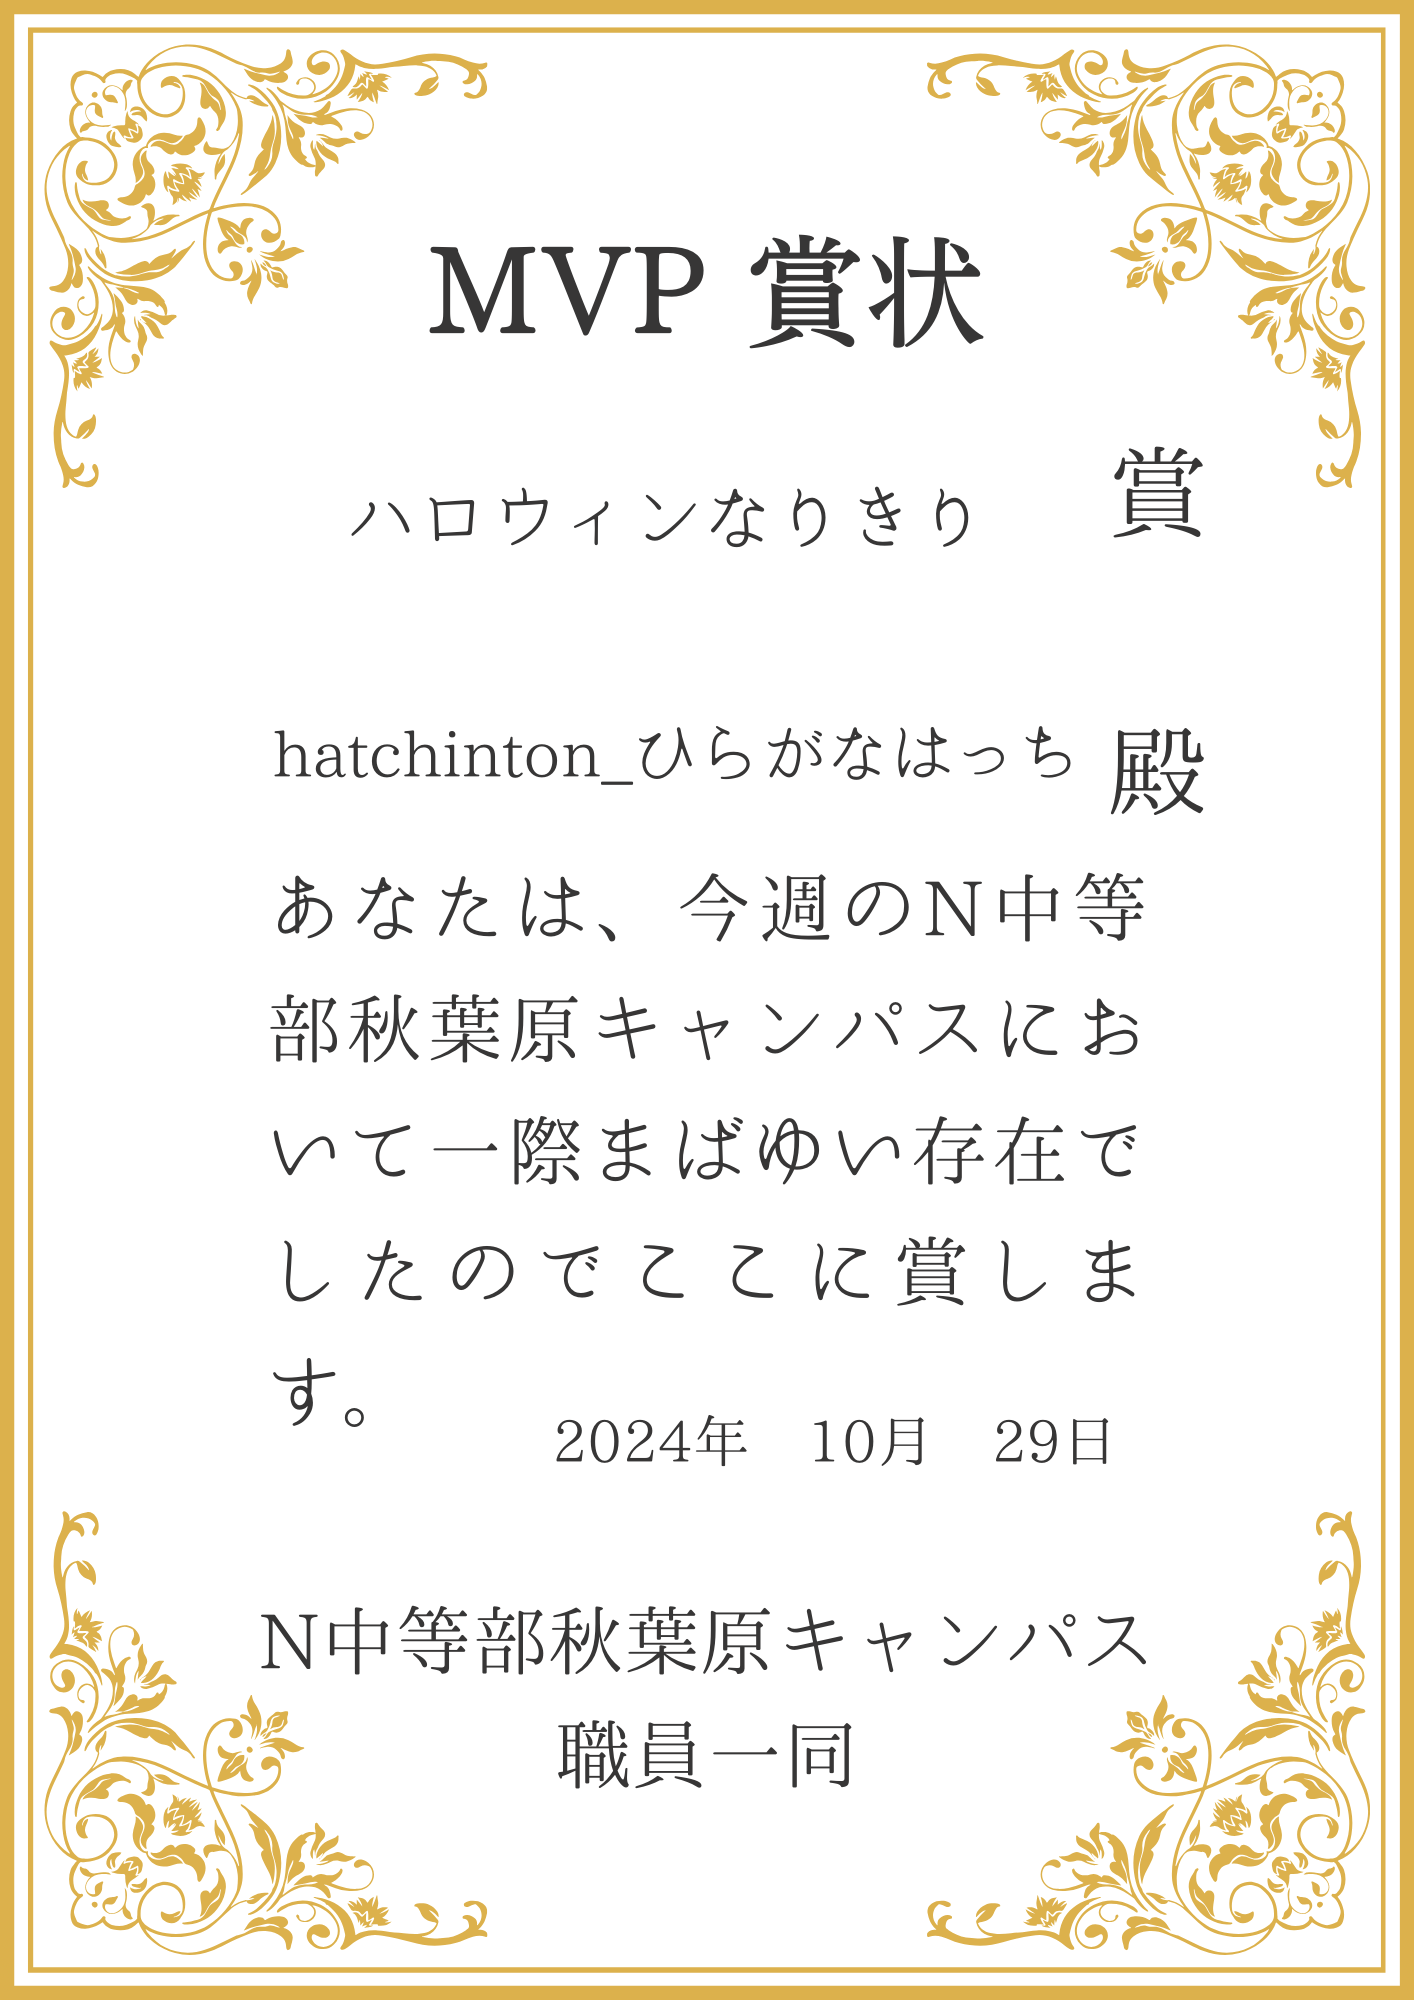 MVP 賞状
ハロウィンなりきり 賞
hatchinton_ひらがなはっち 殿
あなたは、今週のN中等
部秋葉原キャンパスにお
いて一際まばゆい存在で
したのでここに賞しま
す。
2024年　10月　29日
N中等部秋葉原キャンパス
職員一同